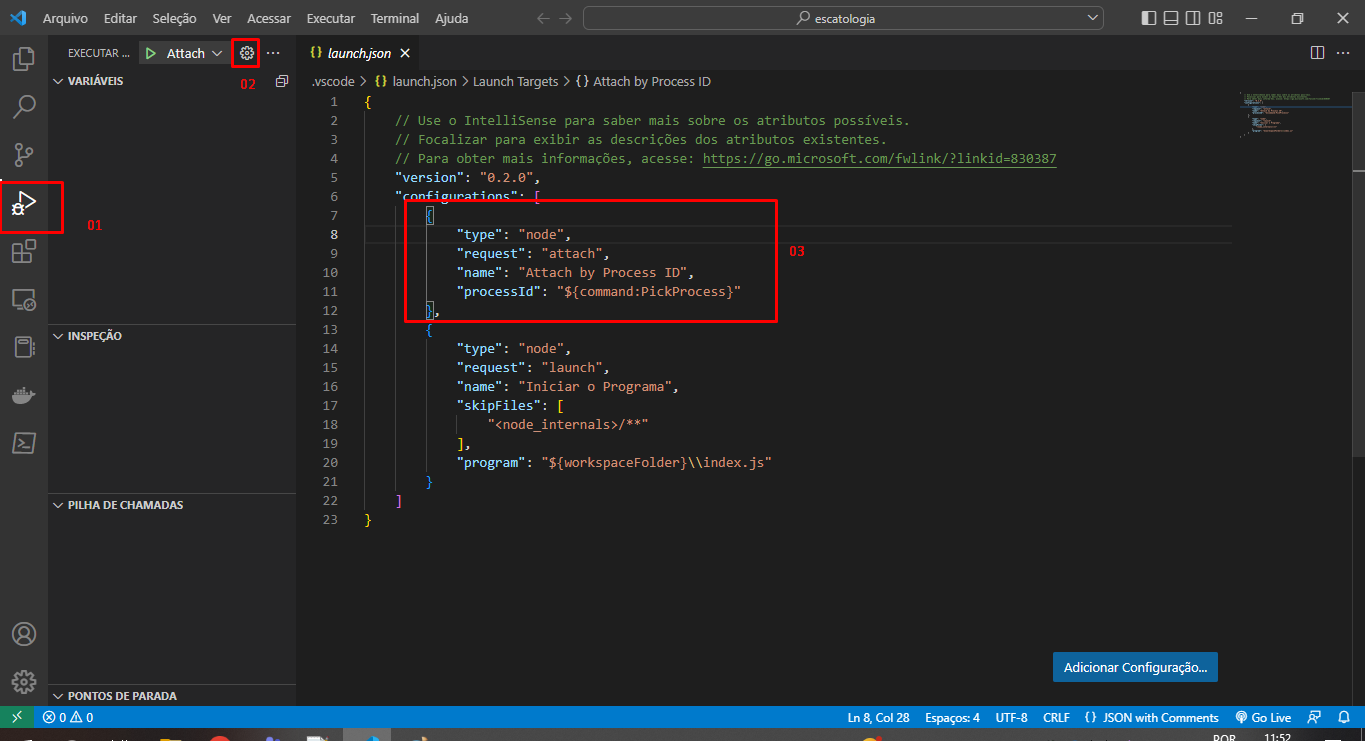 Arquivo Editar Seleção Ver Acessar Executar Terminal Ajuda
escatologia
EXECUTAR ... Attach
02
VARIÁVEIS
01
INSPEÇÃO
PILHA DE CHAMADAS
PONTOS DE PARADA
{} launch.json
.vscode > {} launch.json > Launch Targets > {} Attach by Process ID
1 {
2 // Use o IntelliSense para saber mais sobre os atributos possíveis.
3 // Focalizar para exibir as descrições dos atributos existentes.
4 // Para obter mais informações, acesse: https://go.microsoft.com/fwlink/?linkid=830387
5 "version": "0.2.0",
6 "configurations": [
7 {
8 "type": "node",
9 "request": "attach",
10 "name": "Attach by Process ID",
11 "processId": "${command:PickProcess}"
12 },
03
13 {
14 "type": "node",
15 "request": "launch",
16 "name": "Iniciar o Programa",
17 "skipFiles": [
18 "<node_internals>/**"
19 ],
20 "program": "${workspaceFolder}\\index.js"
21 }
22 ]
23 }
Adicionar Configuração...
0 0
Ln 8, Col 28 Espaços: 4 UTF-8 CRLF {} JSON with Comments Go Live
POR 11:52